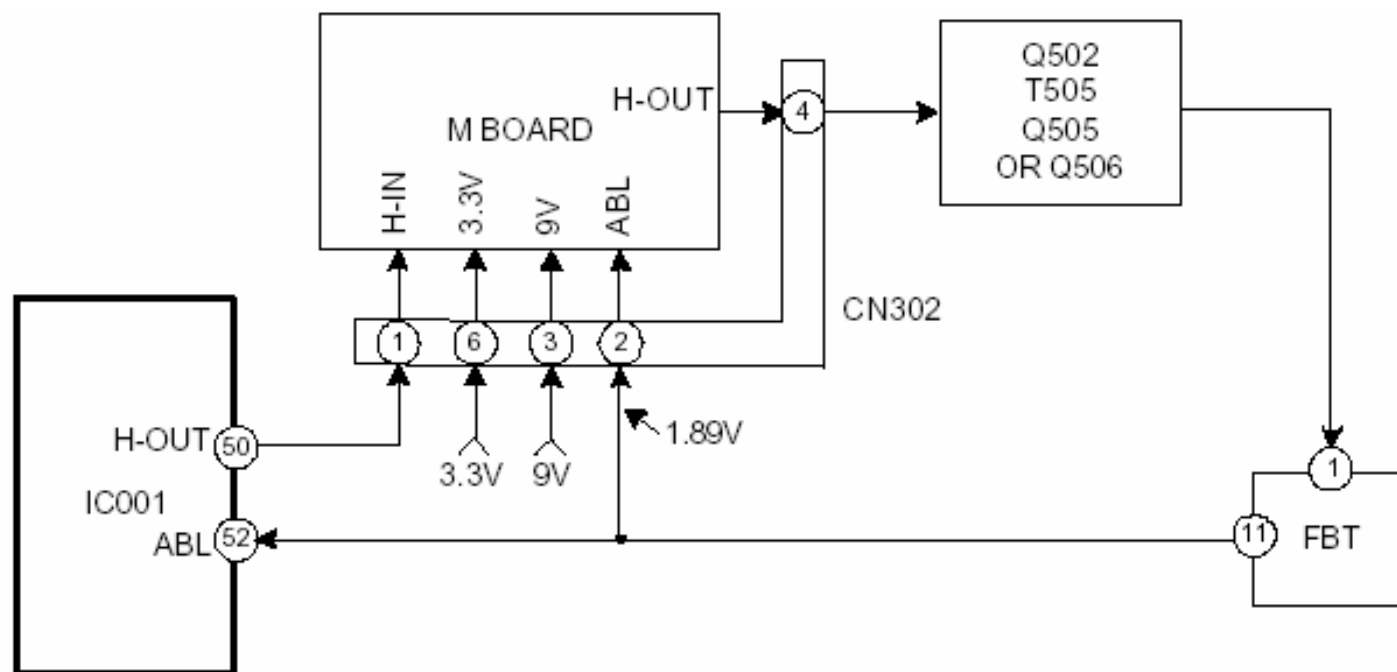 Q502
T505
Q505
OR Q506
H-OUT
4
M BOARD
H-IN
3.3V
9V
ABL
CN302
1
6
3
2
1.89V
H-OUT
50
3.3V
9V
1
IC001
ABL
52
11
FBT